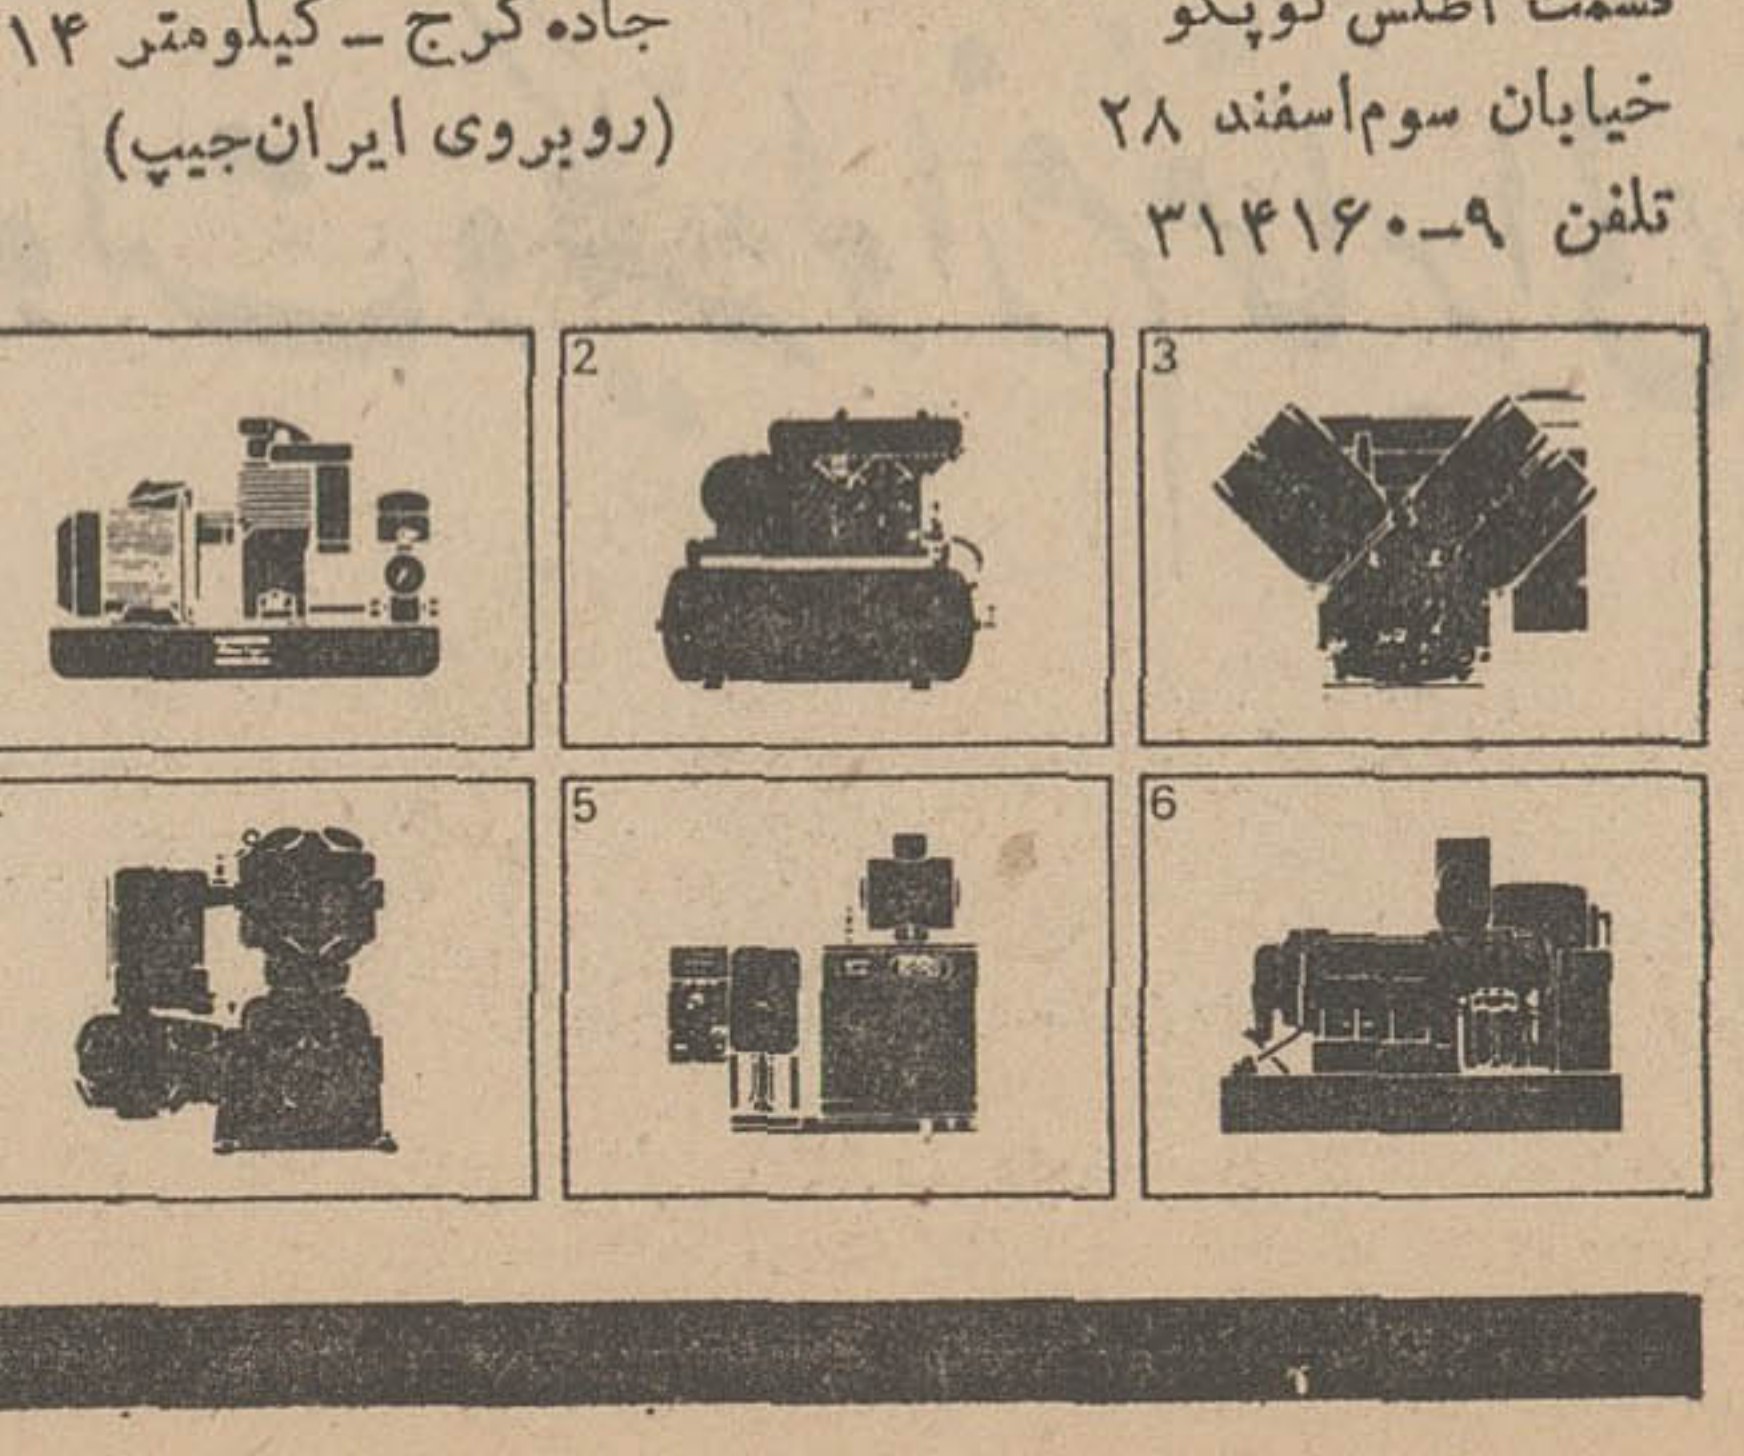 قسمت اطلس کوپکو
خیابان سوم‌اسفند ۲۸
تلفن ۹-۳۱۴۱۶۰
جاده کرج - کیلومتر ۱۴
(روبروی ایران‌جیپ)
2
3
5
6